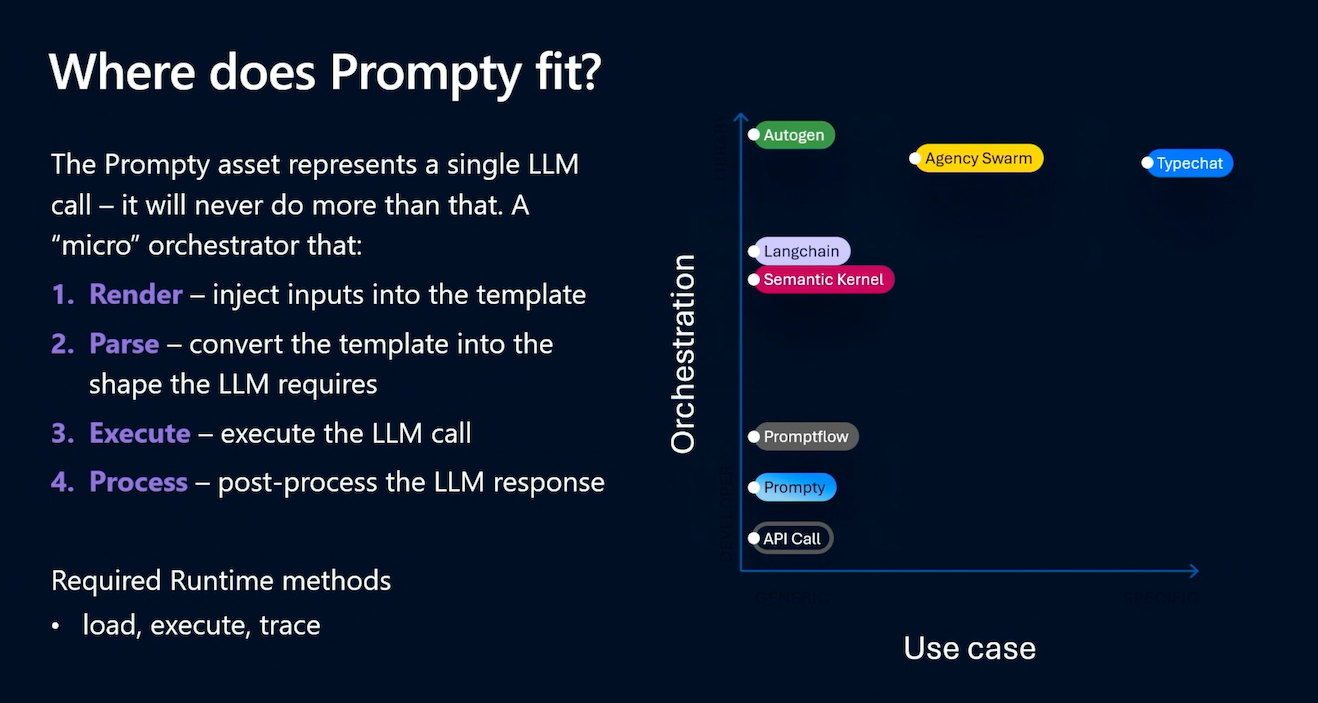 Where does Prompty fit?
The Prompty asset represents a single LLM
call – it will never do more than that. A
“micro” orchestrator that:
1. Render – inject inputs into the template
2. Parse – convert the template into the
shape the LLM requires
3. Execute – execute the LLM call
4. Process – post-process the LLM response
Required Runtime methods
• load, execute, trace
Orchestration
Autogen
Agency Swarm
Typechat
Langchain
Semantic Kernel
Promptflow
Prompty
API Call
GENERIC
SPECIFIC
Use case